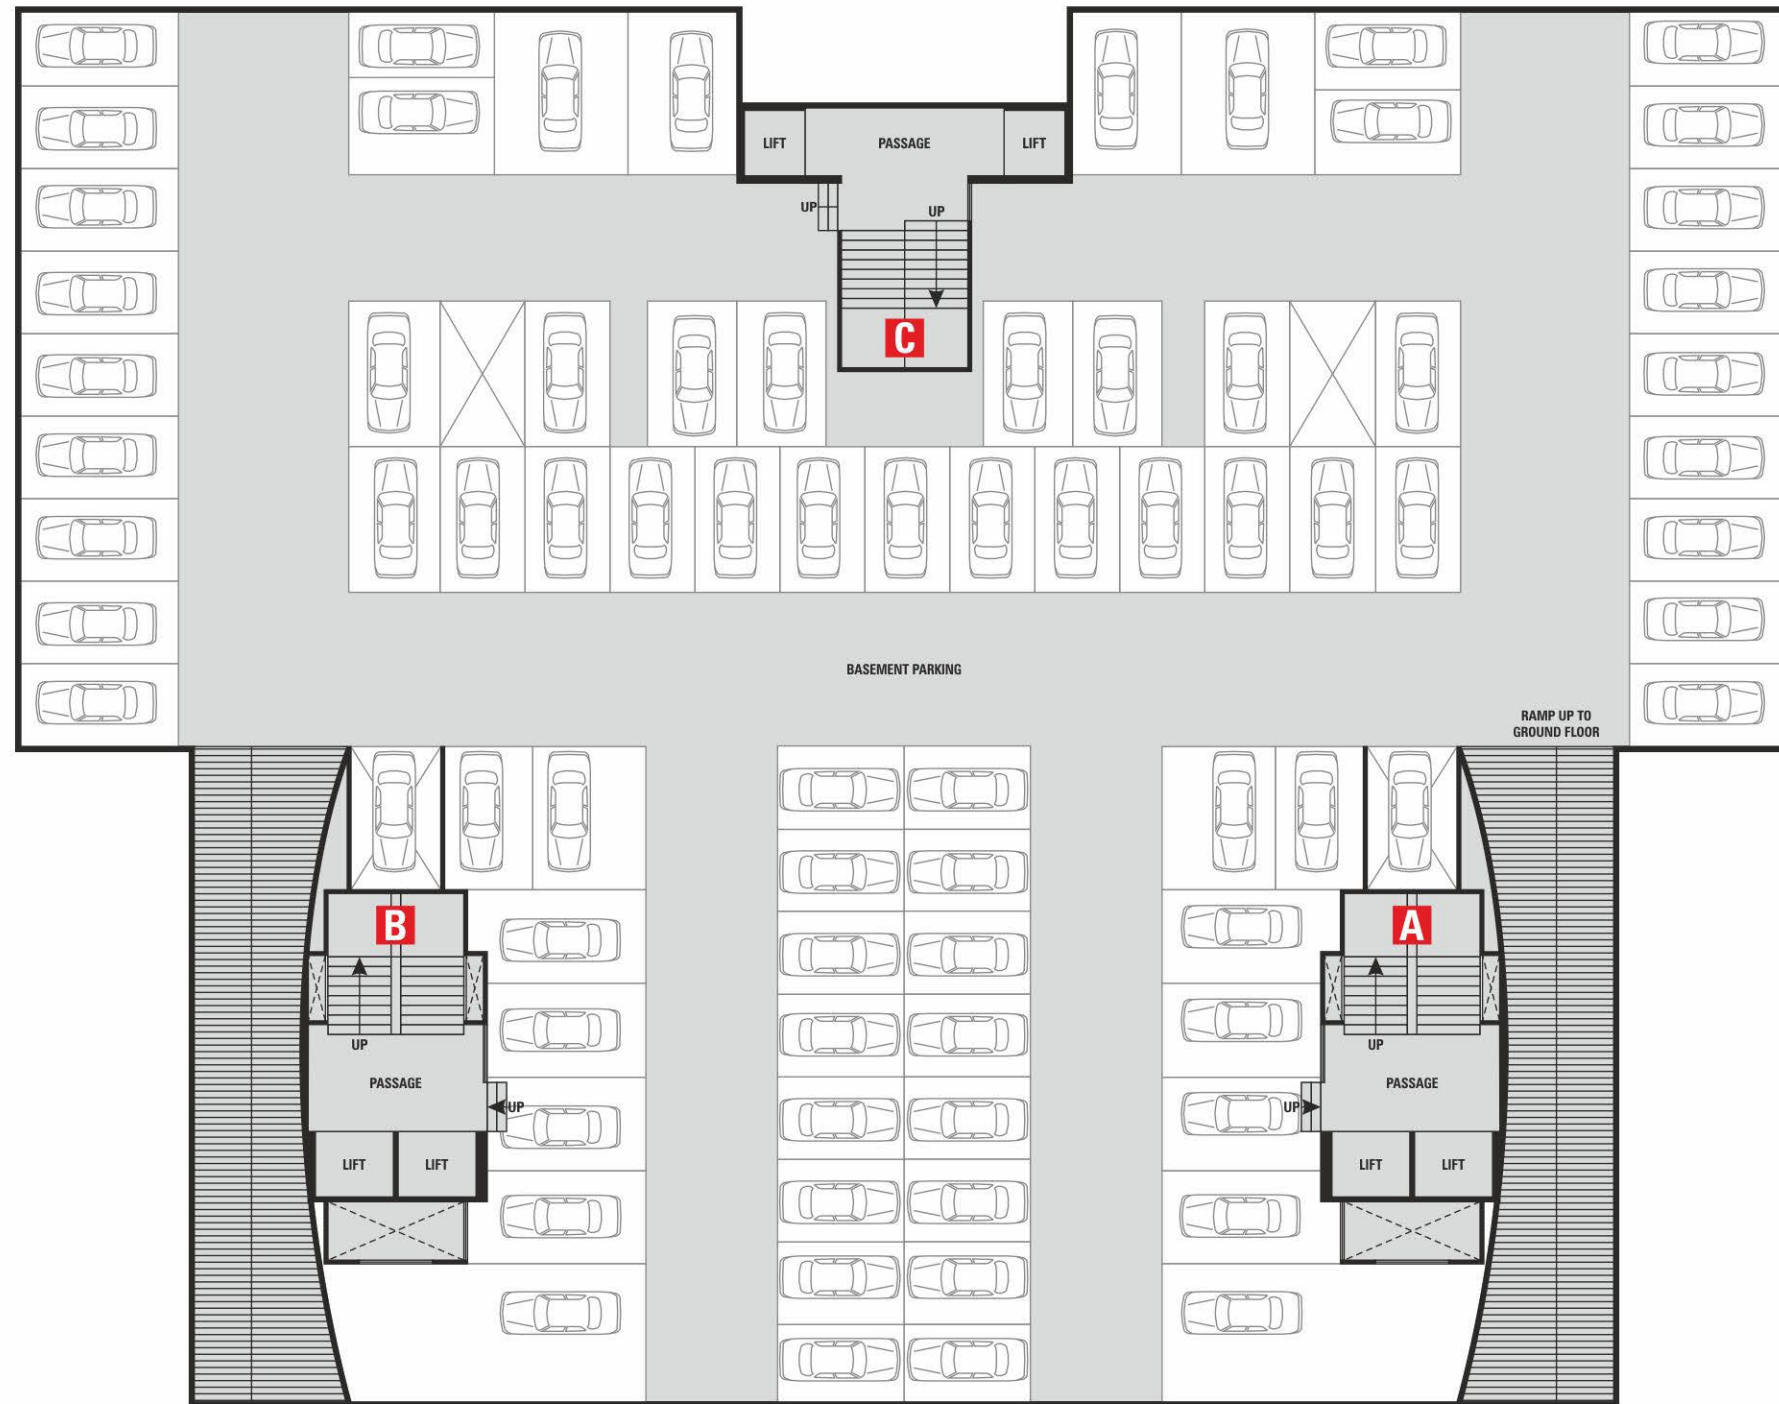 LIFT
PASSAGE
LIFT
UP
UP
C
BASEMENT PARKING
RAMP UP TO
GROUND FLOOR
B
UP
PASSAGE
UP
LIFT
LIFT
A
UP
PASSAGE
UP
LIFT
LIFT